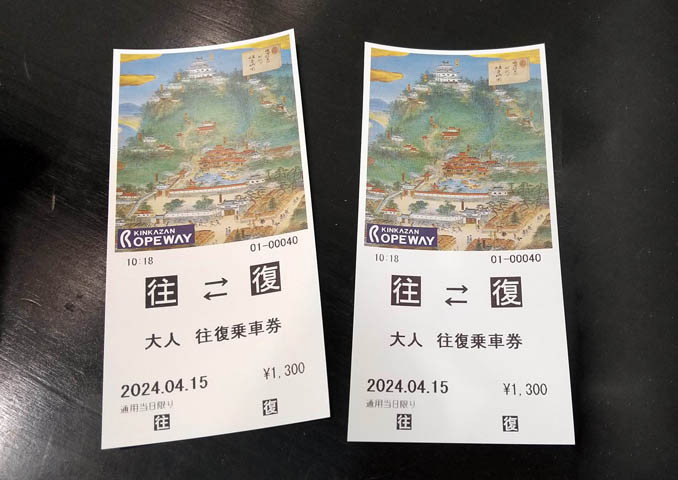 KINKAZAN
ROPEWAY
01-00040
10:18
往 ⇄ 復
大人 往復乗車券
2024.04.15 ¥1,300
通用当日限り
往 復
KINKAZAN
ROPEWAY
01-00040
10:18
往 ⇄ 復
大人 往復乗車券
2024.04.15 ¥1,300
通用当日限り
往 復